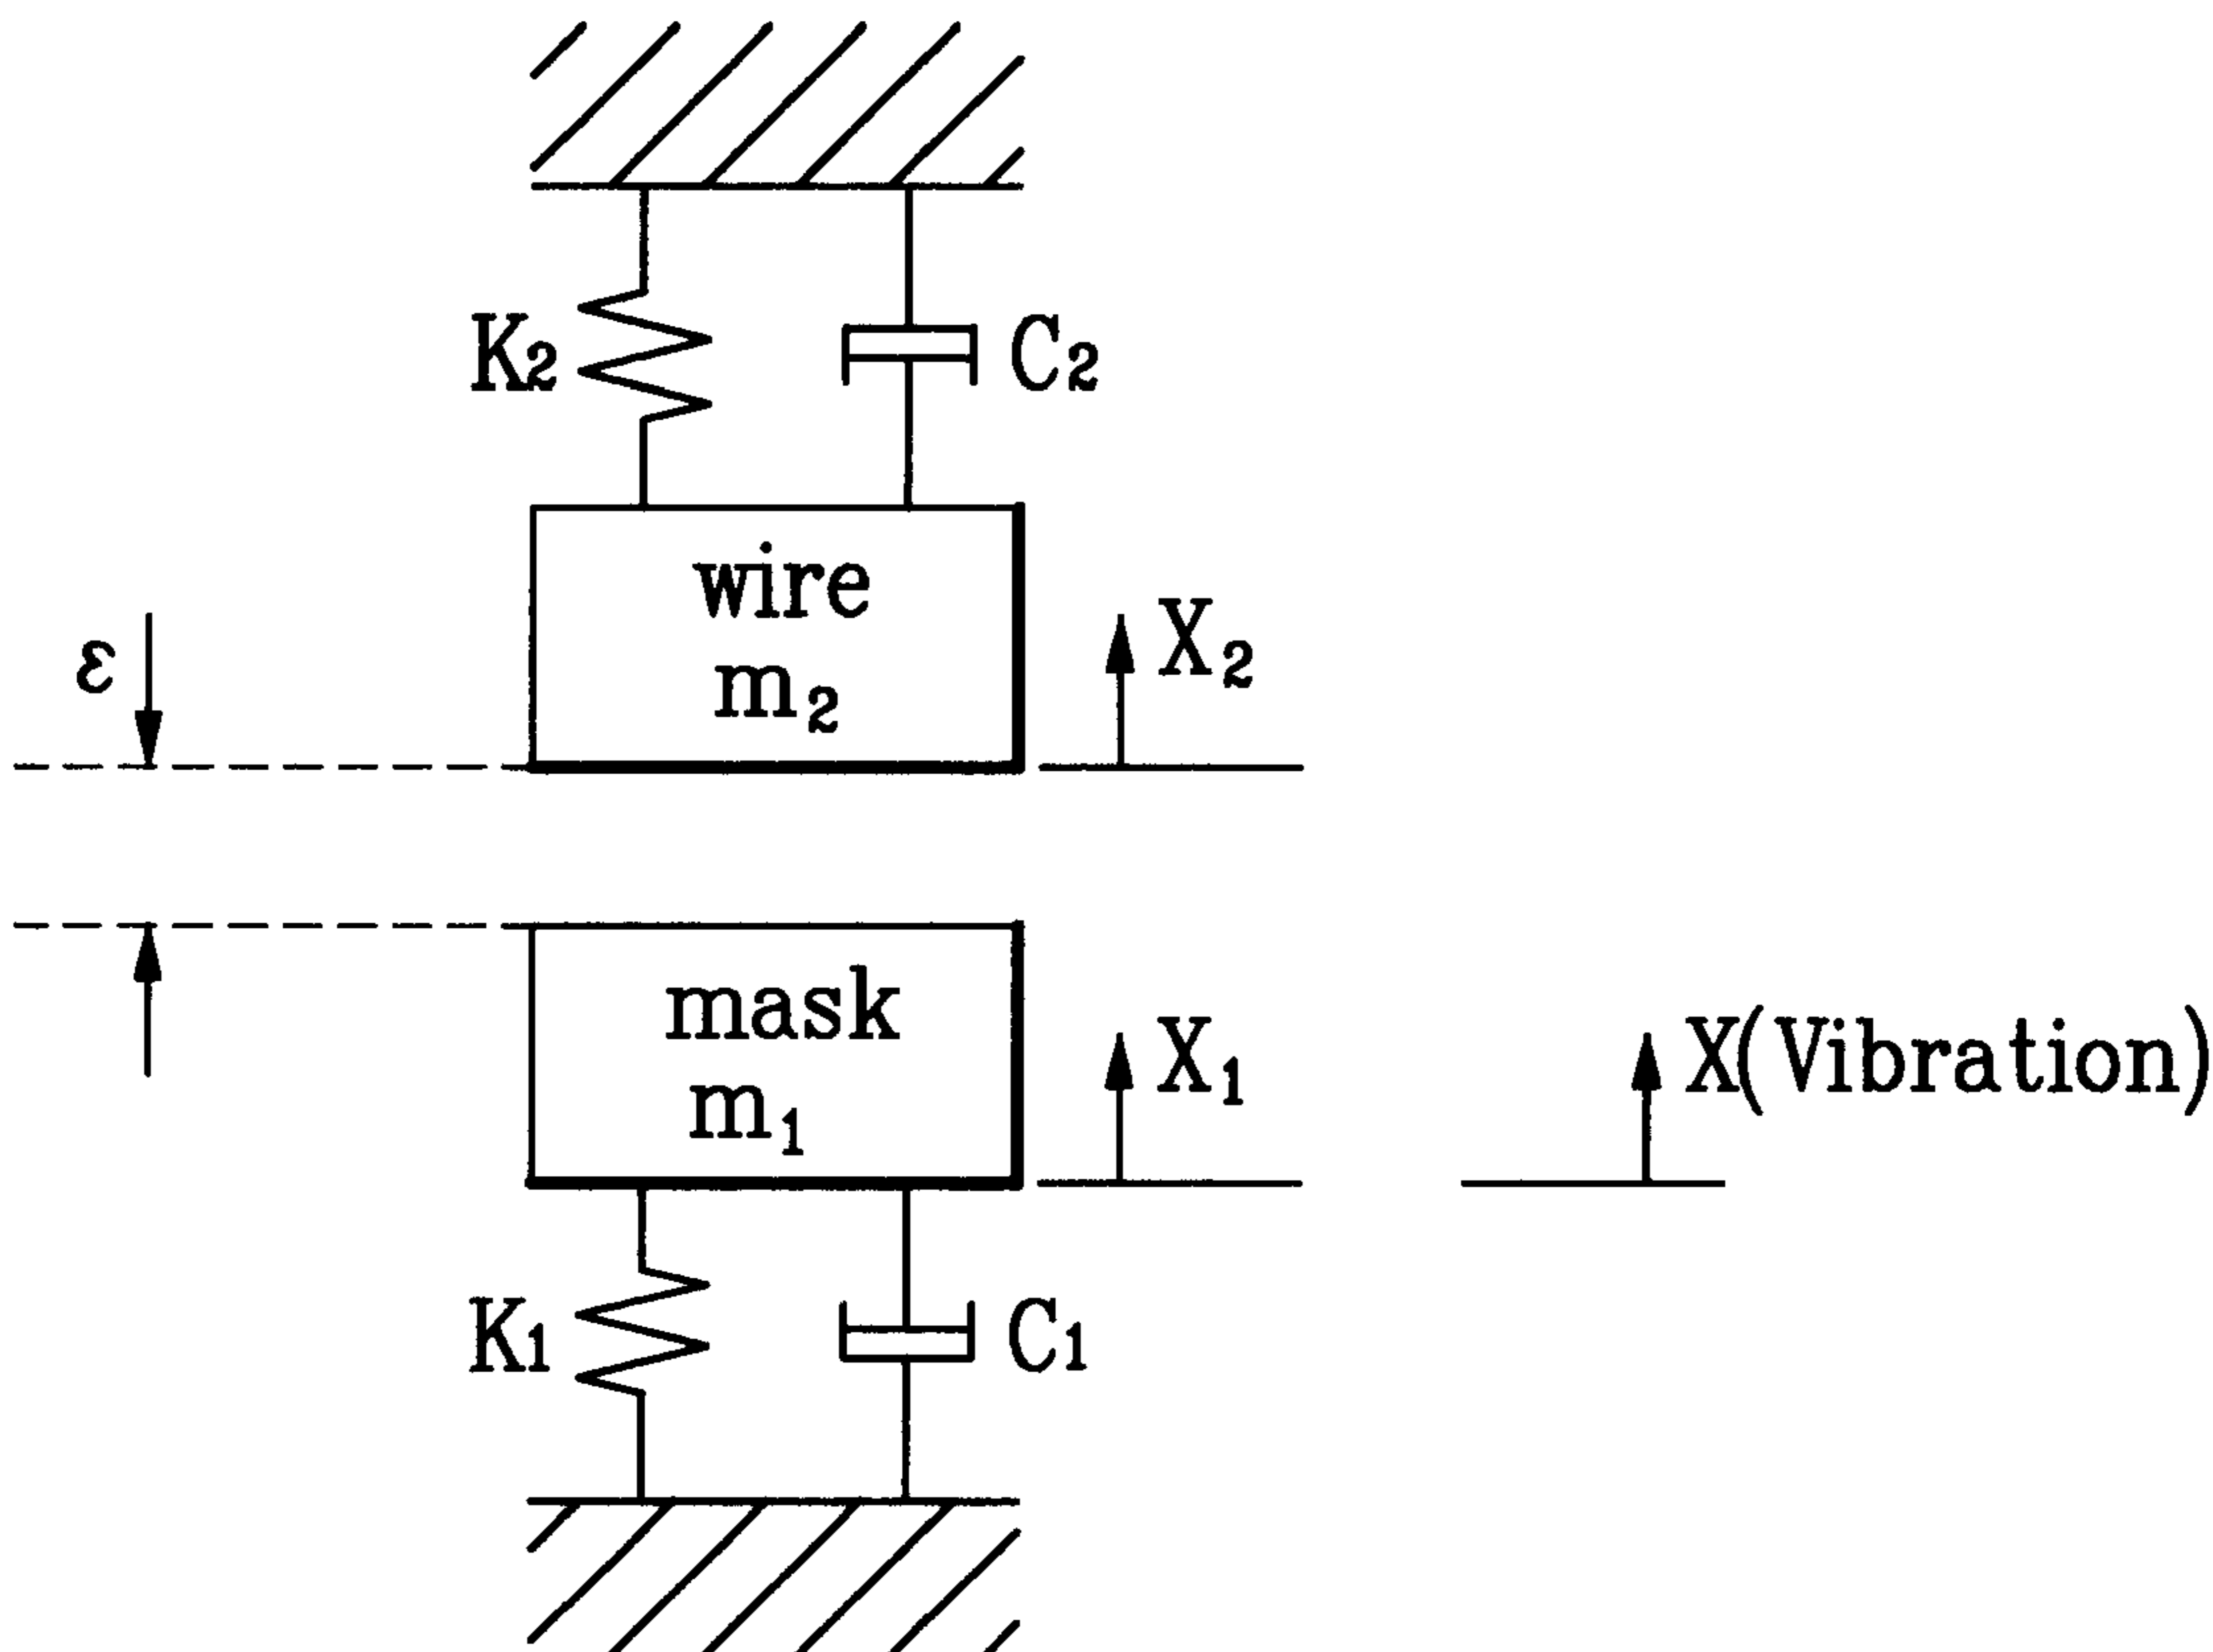 K2
C2
wire
m2
ε
X2
mask
m1
X1
X(Vibration)
K1
C1